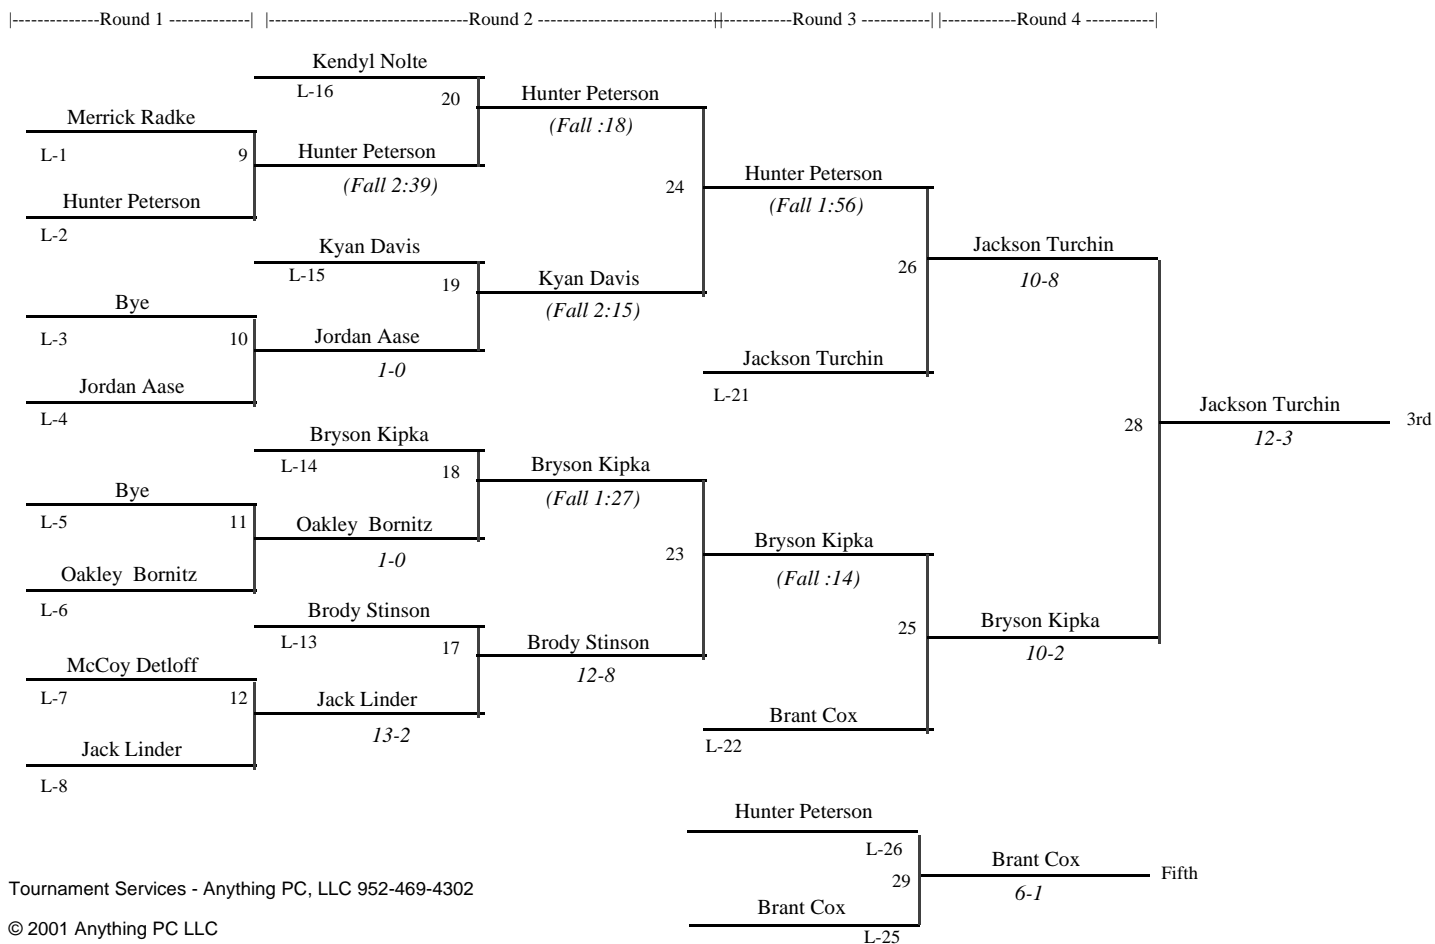 |-------------Round 1 -------------| |------------------------------Round 2 ---------------------------||------------Round 3 -----------| |------------Round 4 -----------|
Kendyl Nolte
L-16
20
Hunter Peterson
(Fall :18)
Merrick Radke
L-1
9
Hunter Peterson
(Fall 2:39)
24
Hunter Peterson
(Fall 1:56)
Hunter Peterson
L-2
Kyan Davis
L-15
19
Kyan Davis
(Fall 2:15)
26
Jackson Turchin
10-8
Bye
L-3
10
Jordan Aase
1-0
Jackson Turchin
L-21
Jordan Aase
L-4
28
Jackson Turchin
12-3
3rd
Bryson Kipka
L-14
18
Bryson Kipka
(Fall 1:27)
Bye
L-5
11
Oakley  Bornitz
1-0
23
Bryson Kipka
(Fall :14)
Oakley  Bornitz
L-6
Brody Stinson
L-13
17
Brody Stinson
12-8
25
Bryson Kipka
10-2
McCoy Detloff
L-7
12
Jack Linder
13-2
Brant Cox
L-22
Jack Linder
L-8
Hunter Peterson
L-26
29
Brant Cox
6-1
Fifth
Brant Cox
L-25
Tournament Services - Anything PC, LLC 952-469-4302
© 2001 Anything PC LLC